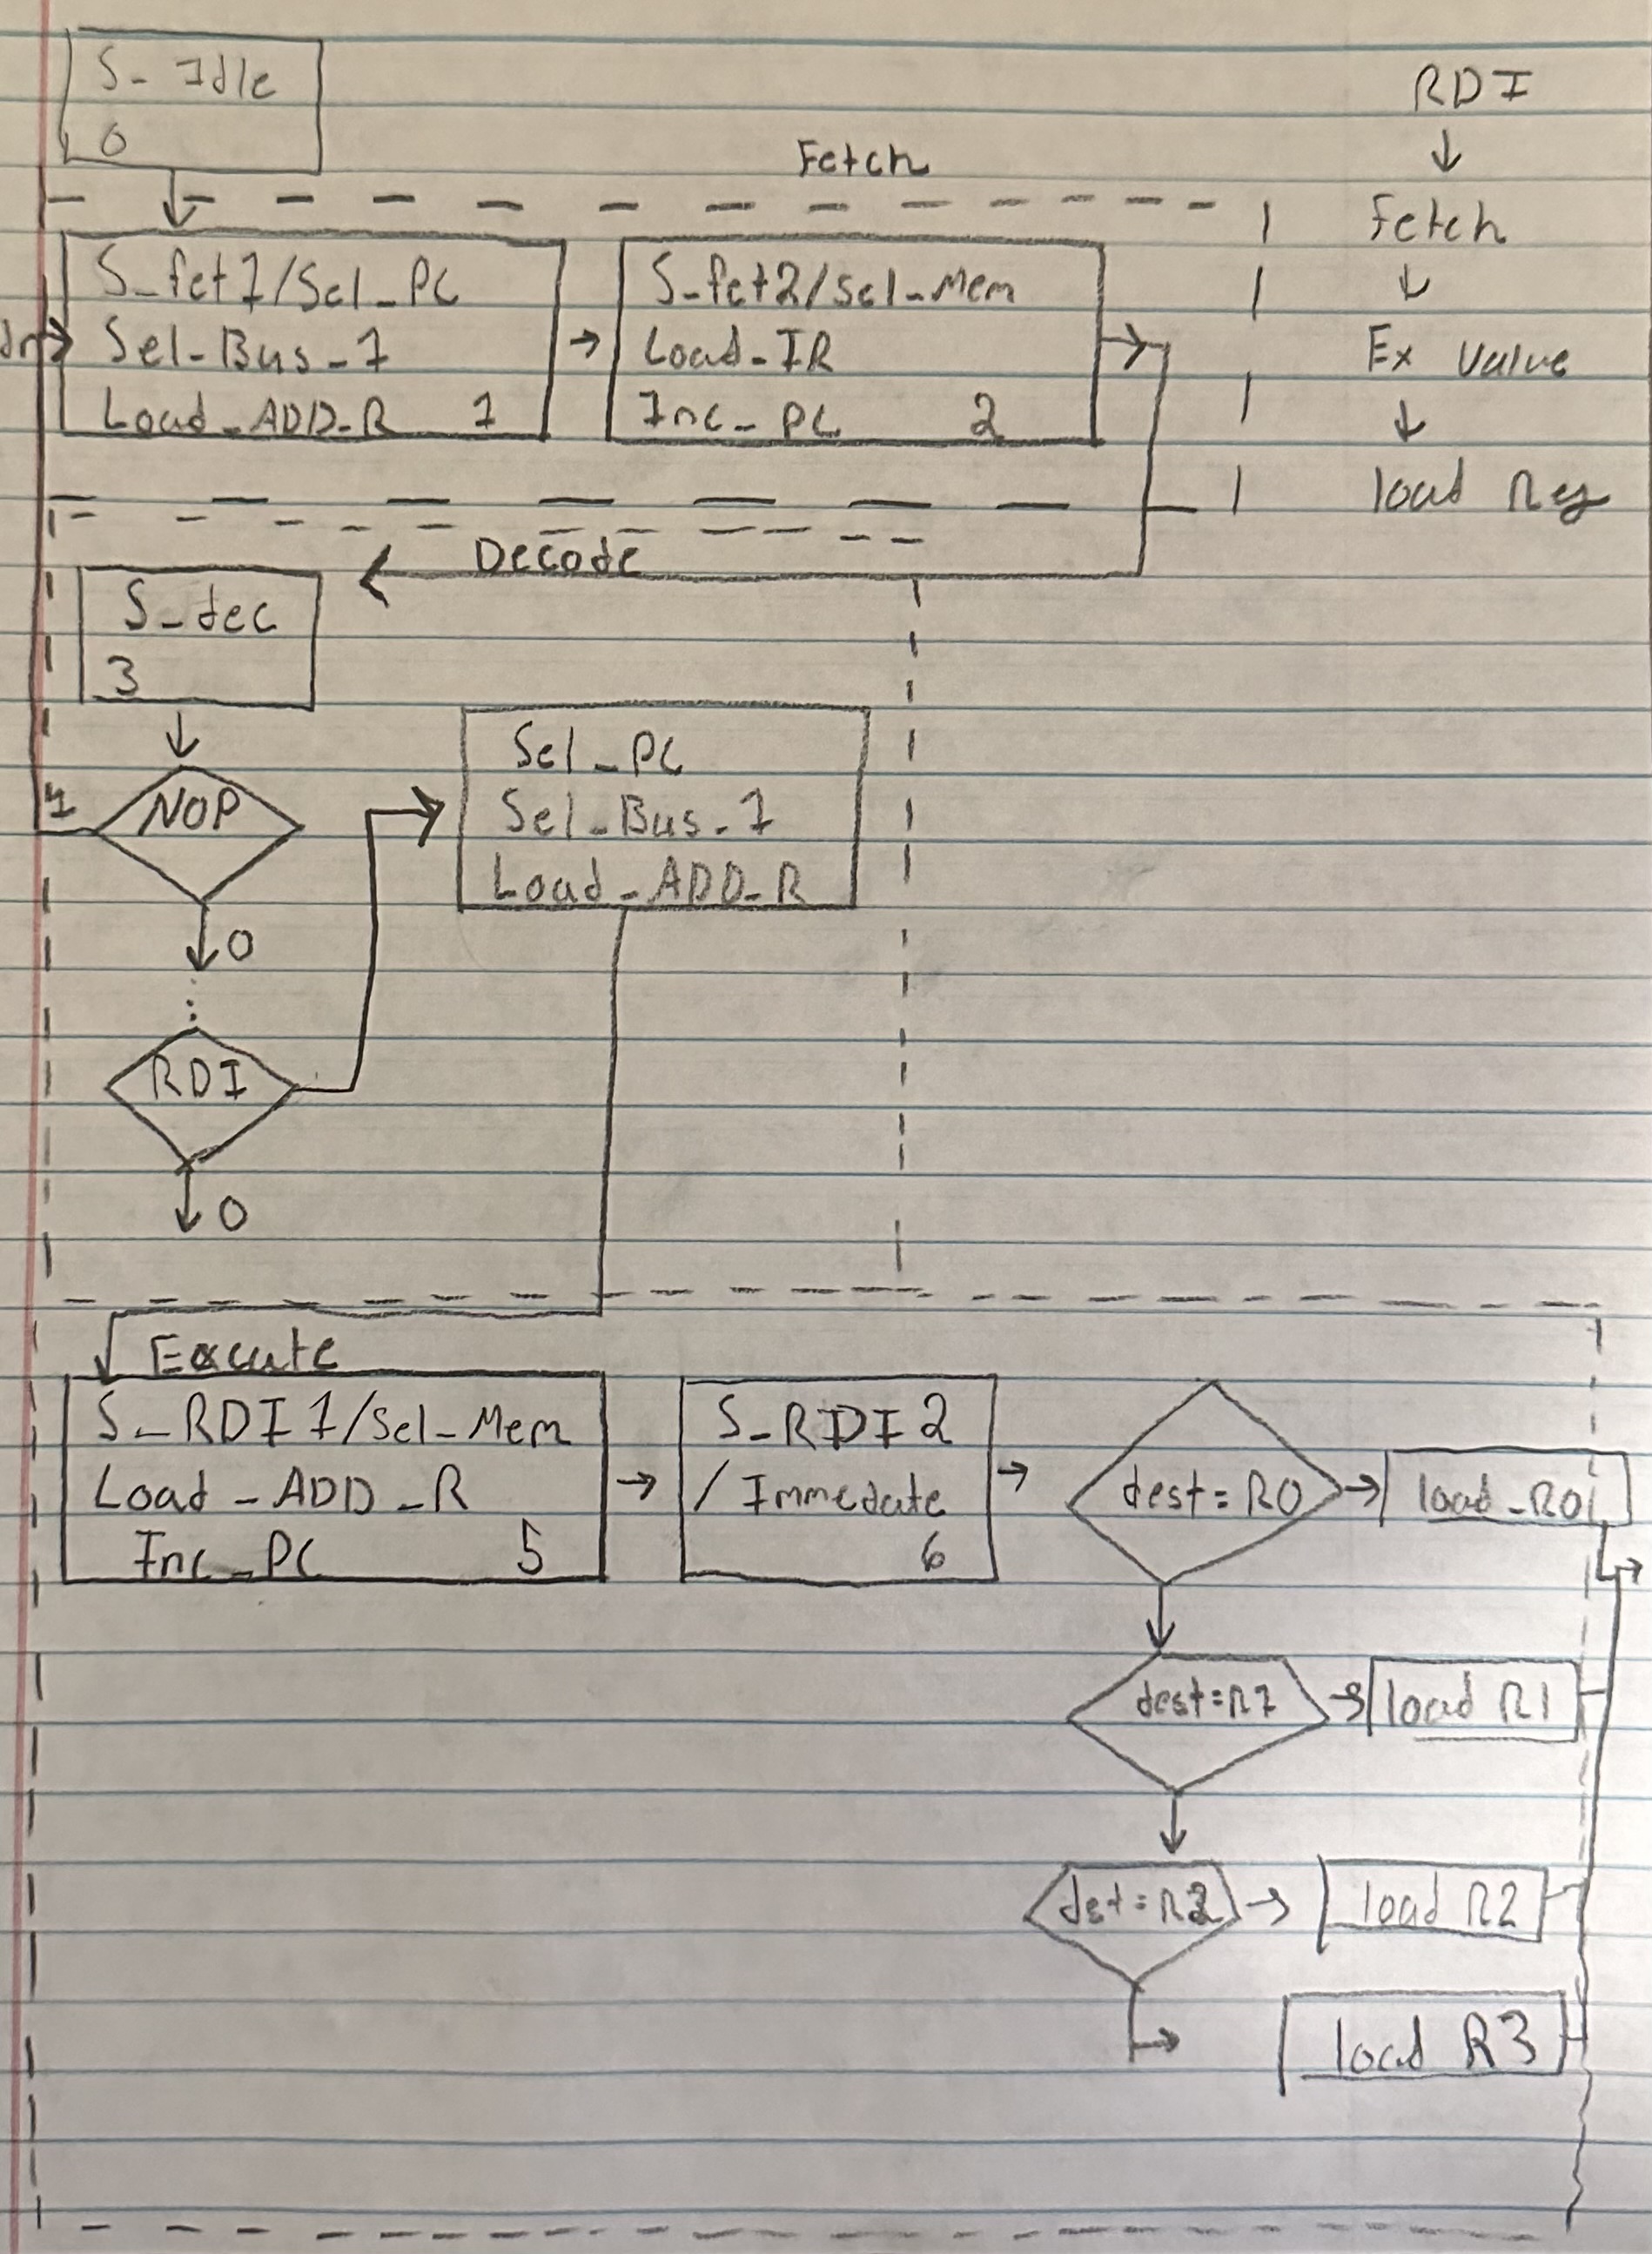 S_Idle
0
RDI
Fetch
Fetch
Ex Value
load Reg
S_fet1/Sel_PC
Sel_Bus_1
Load_ADD_R 1
S_fet2/Sel_Mem
Load_IR
Inc_PC 2
Decode
S_dec
3
NOP
1
0
Sel_PC
Sel_Bus_1
Load_ADD_R
RDI
0
Execute
S_RDI1/Sel_Mem
Load_ADD_R
Inc_PC 5
S_RDI2
/Immedate
6
dest=R0
load_R0
dest=R1
load R1
det=R2
load R2
load R3